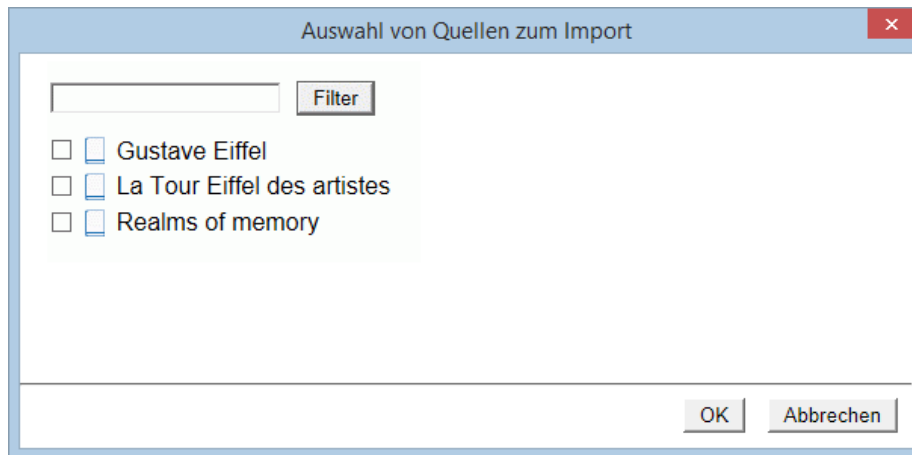 Auswahl von Quellen zum Import
Filter
Gustave Eiffel
La Tour Eiffel des artistes
Realms of memory
OK Abbrechen